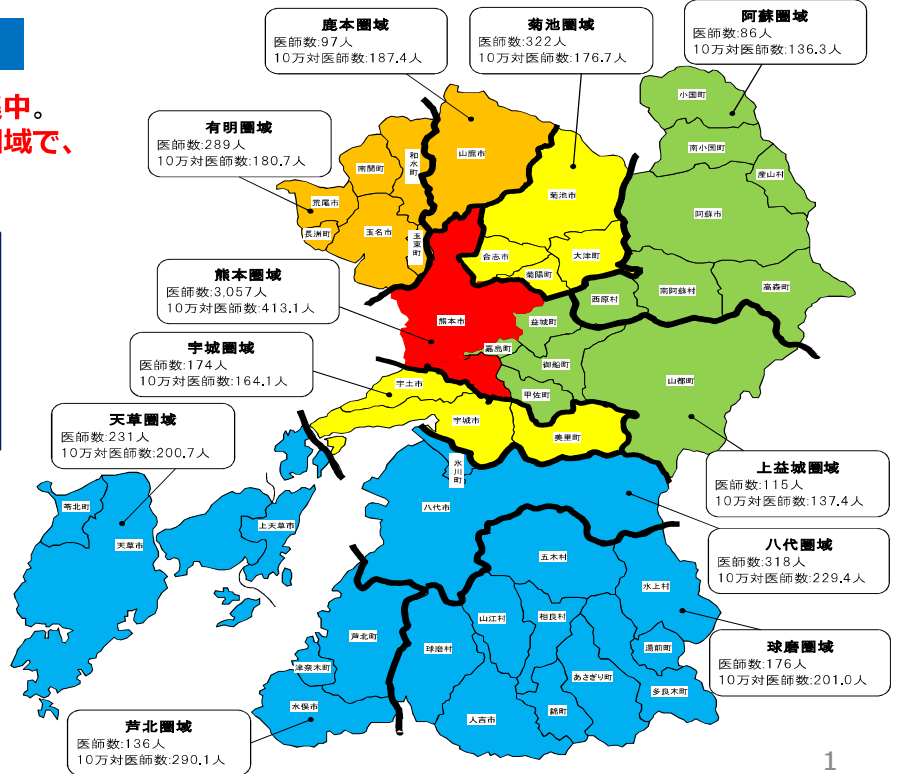 中。
域で、
鹿本圏域
医師数:97人
10万対医師数:187.4人
菊池圏域
医師数:322人
10万対医師数:176.7人
阿蘇圏域
医師数:86人
10万対医師数:136.3人
有明圏域
医師数:289人
10万対医師数:180.7人
熊本圏域
医師数:3,057人
10万対医師数:413.1人
宇城圏域
医師数:174人
10万対医師数:164.1人
天草圏域
医師数:231人
10万対医師数:200.7人
上益城圏域
医師数:115人
10万対医師数:137.4人
八代圏域
医師数:318人
10万対医師数:229.4人
球磨圏域
医師数:176人
10万対医師数:201.0人
芦北圏域
医師数:136人
10万対医師数:290.1人
小国町
南小国町
産山村
阿蘇市
高森町
南阿蘇村
西原村
山鹿市
和水町
南関町
荒尾市
長洲町
玉名市
玉東町
菊池市
合志市
菊陽町
大津町
熊本市
益城町
嘉島町
御船町
甲佐町
山都町
宇土市
宇城市
美里町
氷川町
八代市
苓北町
天草市
上天草市
五木村
水上村
山江村
相良村
湯前町
芦北町
球磨村
あさぎり町
多良木町
津奈木町
水俣市
人吉市
錦町
1